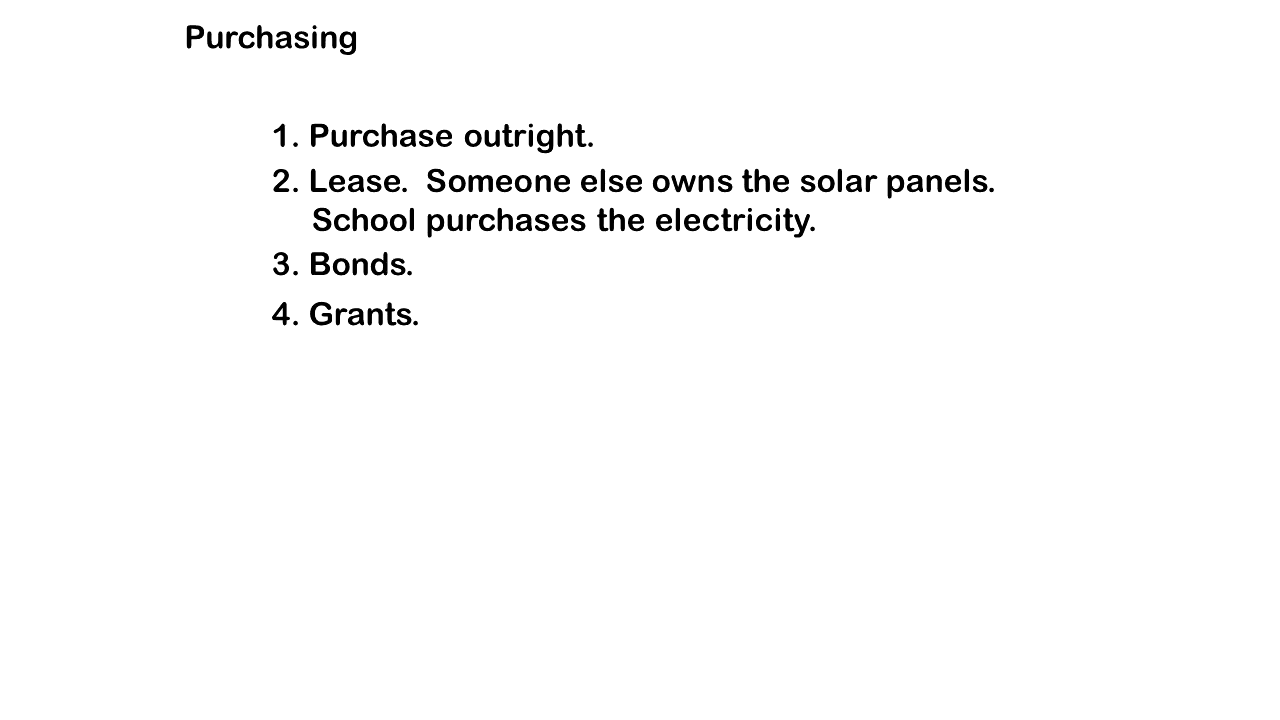 Purchasing
1. Purchase outright.
2. Lease.  Someone else owns the solar panels.
School purchases the electricity.
3. Bonds.
4. Grants.